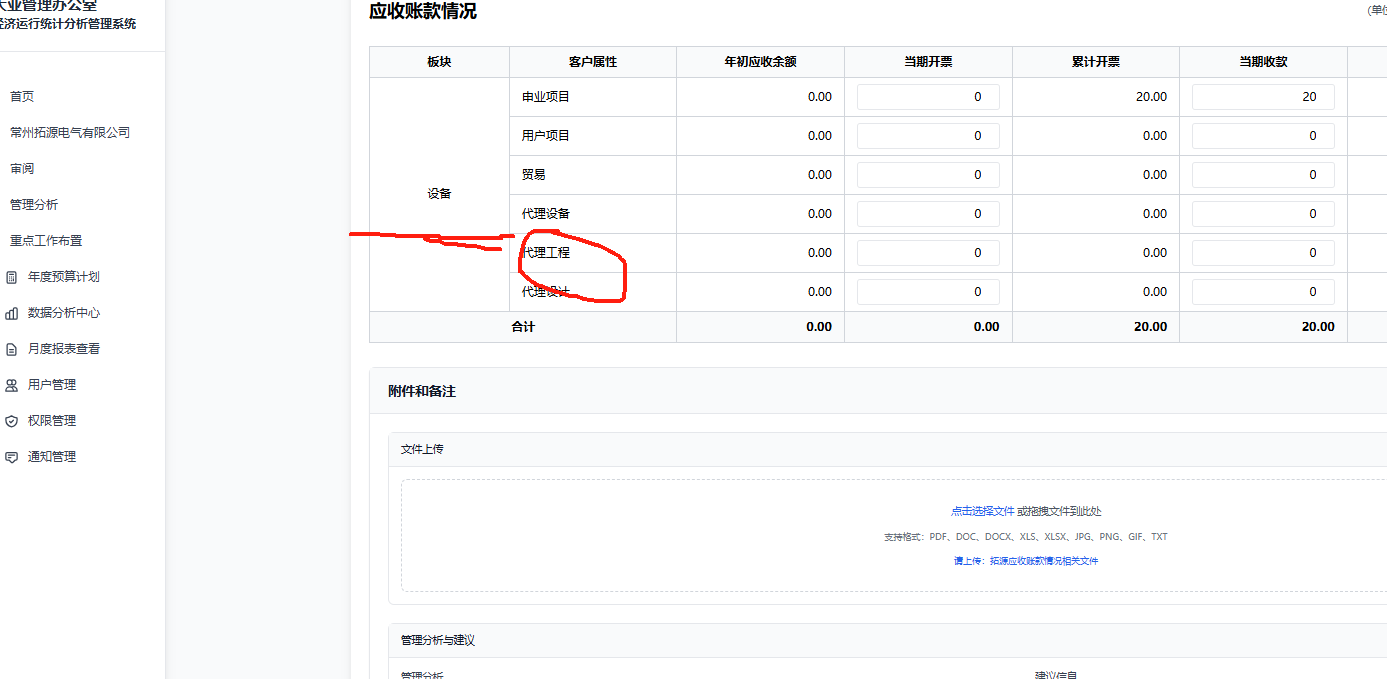 大业管理办公室
经济运行统计分析管理系统
首页
常州拓源电气有限公司
审阅
管理分析
重点工作布置
年度预算计划
数据分析中心
月度报表查看
用户管理
权限管理
通知管理
应收账款情况
(单位
板块 客户属性 年初应收余额 当期开票 累计开票 当期收款
设备
申业项目 0.00 0 20.00 20
用户项目 0.00 0 0.00 0
贸易 0.00 0 0.00 0
代理设备 0.00 0 0.00 0
代理工程 0.00 0 0.00 0
代理设计 0.00 0 0.00 0
合计 0.00 0.00 20.00 20.00
附件和备注
文件上传
点击选择文件 或拖拽文件到此处
支持格式：PDF、DOC、DOCX、XLS、XLSX、JPG、PNG、GIF、TXT
请上传：拓源应收账款情况相关文件
管理分析与建议
管理分析 建议信息